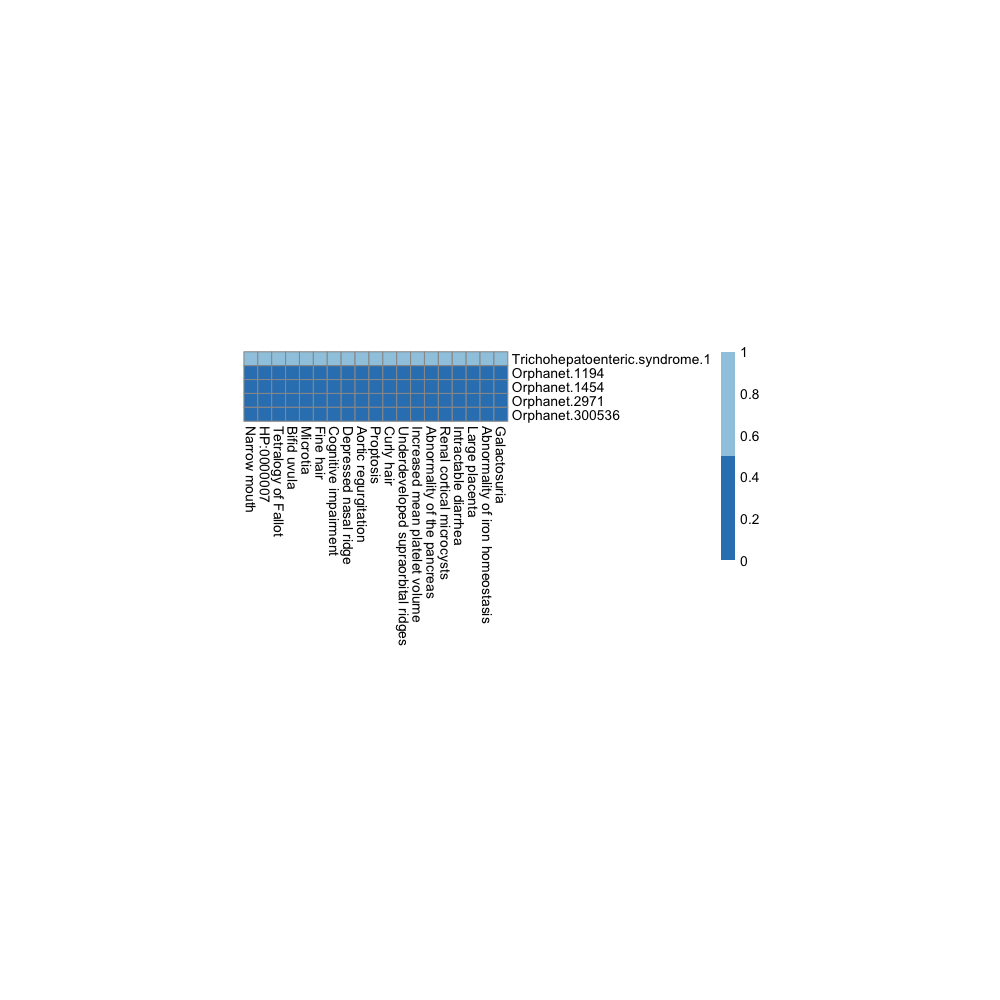 Trichohepatoenteric.syndrome.1
Orphanet.1194
Orphanet.1454
Orphanet.2971
Orphanet.300536
1
0.8
0.6
0.4
0.2
0
Narrow mouth
HP:0000007
Tetralogy of Fallot
Bifid uvula
Microtia
Fine hair
Cognitive impairment
Depressed nasal ridge
Aortic regurgitation
Proptosis
Curly hair
Underdeveloped supraorbital ridges
Increased mean platelet volume
Abnormality of the pancreas
Renal cortical microcysts
Intractable diarrhea
Large placenta
Abnormality of iron homeostasis
Galactosuria